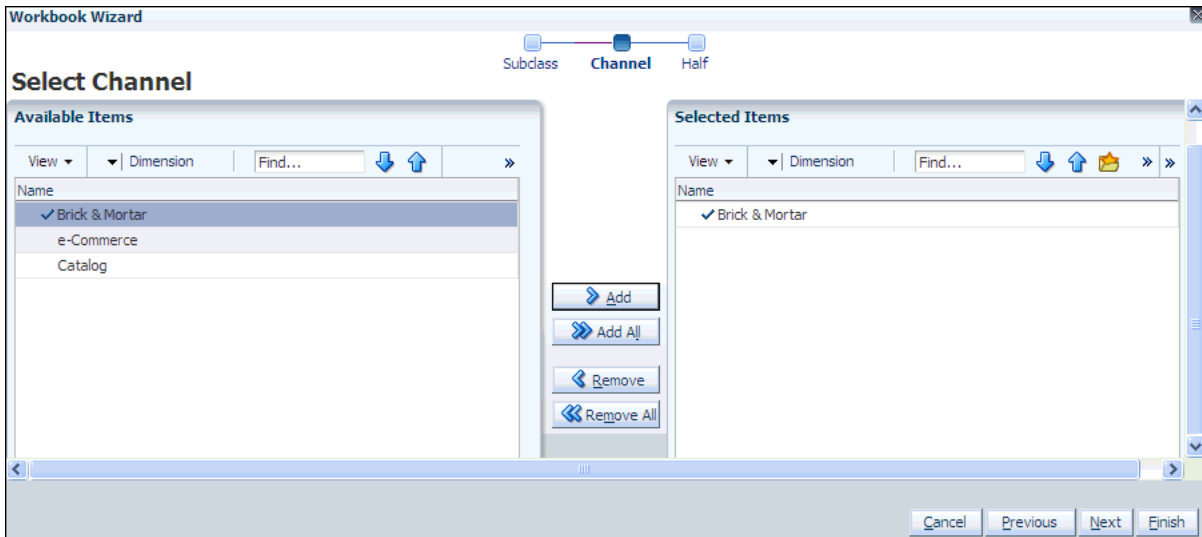 Workbook Wizard
Subclass Channel Half
Select Channel
Available Items
View Dimension Find... »
Name
Brick & Mortar
e-Commerce
Catalog
Add
Add All
Remove
Remove All
Selected Items
View Dimension Find... » »
Name
Brick & Mortar
Cancel Previous Next Finish